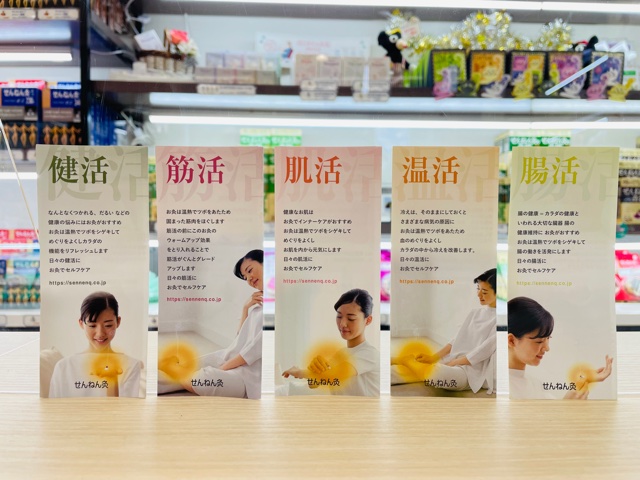 健活
なんとなくつかれる、だるい などの
健康の悩みにはお灸がおすすめ
お灸は温熱でツボをシゲキして
めぐりをよくしカラダの
機能をリフレッシュします
日々の健活に
お灸でセルフケア
https://sennenq.co.jp
せんねん灸
筋活
お灸は温熱でツボをあたため
固まった筋肉をほぐします
筋活の前にこのお灸の
ウォームアップ効果
をとり入れることで
筋活がぐんとグレード
アップします
日々の筋活に
お灸でセルフケア
https://sennenq.co.jp
せんねん灸
肌活
健康なお肌は
お灸でインナーケアがおすすめ
お灸は温熱でツボをシゲキして
めぐりをよくし
お肌を内から元気にします
日々の肌活に
お灸でセルフケア
https://sennenq.co.jp
せんねん灸
温活
冷えは、そのままにしておくと
さまざまな病気の原因に
お灸は温熱でツボをあたため
血のめぐりをよくし
カラダの中から冷えを改善します。
日々の温活に
お灸でセルフケア
https://sennenq.co.jp
せんねん灸
腸活
腸の健康＝カラダの健康と
いわれる大切な臓器 腸の
健康維持に お灸がおすすめ
お灸は温熱でツボをシゲキして
腸の働きを活発にします
日々の腸活に
お灸でセルフケア
https://sennenq.co.jp
せんねん灸
せんねん灸